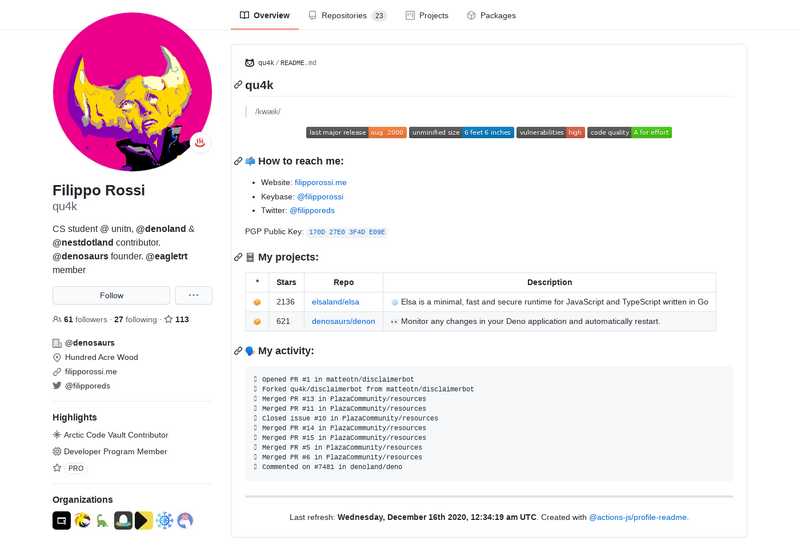 Overview
Repositories 23
Projects
Packages
Filippo Rossi
qu4k
CS student @ unitn, @denoland &
@nestdotland contributor.
@denosaurs founder. @eagletrt
member
Follow
...
61 followers · 27 following · 113
@denosaurs
Hundred Acre Wood
filipporossi.me
@filipporeds
Highlights
Arctic Code Vault Contributor
Developer Program Member
PRO
Organizations
qu4k / README.md
qu4k
/kwæk/
last major release aug 2000 unminified size 6 feet 6 inches vulnerabilities high code quality A for effort
How to reach me:
Website: filipporossi.me
Keybase: @filipporossi
Twitter: @filipporeds
PGP Public Key: 170D 27E0 3F4D E09E
My projects:
* Stars Repo Description
2136 elsaland/elsa Elsa is a minimal, fast and secure runtime for JavaScript and TypeScript written in Go
621 denosaurs/denon Monitor any changes in your Deno application and automatically restart.
My activity:
Opened PR #1 in matteotn/disclaimerbot
Forked qu4k/disclaimerbot from matteotn/disclaimerbot
Merged PR #13 in PlazaCommunity/resources
Merged PR #11 in PlazaCommunity/resources
Closed issue #10 in PlazaCommunity/resources
Merged PR #14 in PlazaCommunity/resources
Merged PR #15 in PlazaCommunity/resources
Merged PR #5 in PlazaCommunity/resources
Merged PR #6 in PlazaCommunity/resources
Commented on #7481 in denoland/deno
Last refresh: Wednesday, December 16th 2020, 12:34:19 am UTC. Created with @actions-js/profile-readme.